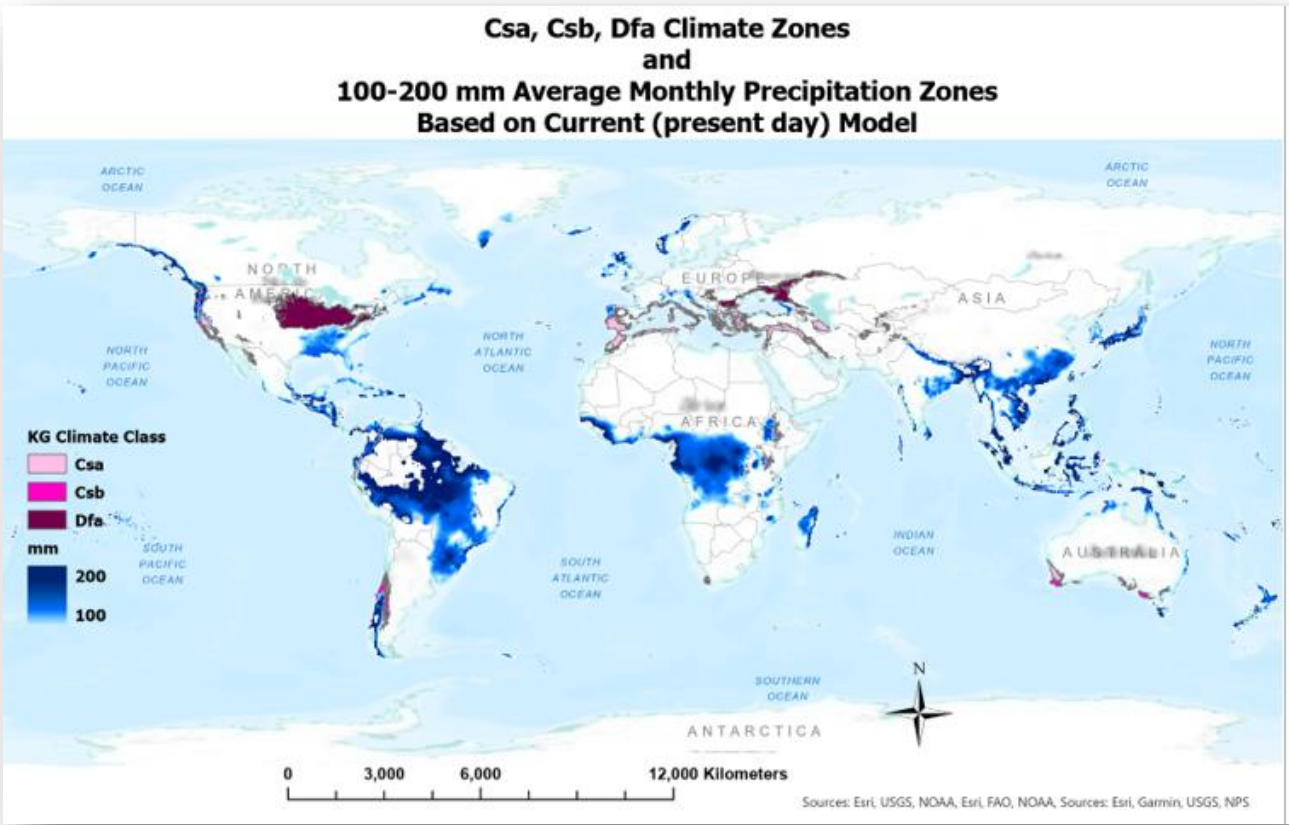 Csa, Csb, Dfa Climate Zones
and
100-200 mm Average Monthly Precipitation Zones
Based on Current (present day) Model
ARCTIC
OCEAN
ARCTIC
OCEAN
NORTH
AMERIC
EUROPE
ASIA
NORTH
PACIFIC
OCEAN
NORTH
ATLANTIC
OCEAN
NORTH
PACIFIC
OCEAN
AFRICA
KG Climate Class
Csa
Csb
Dfa
mm
200
100
SOUTH
PACIFIC
OCEAN
SOUTH
ATLANTIC
OCEAN
INDIAN
OCEAN
AUSTRALIA
SOUTHERN
OCEAN
N
ANTARCTICA
0 3,000 6,000 12,000 Kilometers
Sources: Esri, USGS, NOAA, Esri, FAO, NOAA, Sources: Esri, Garmin, USGS, NPS